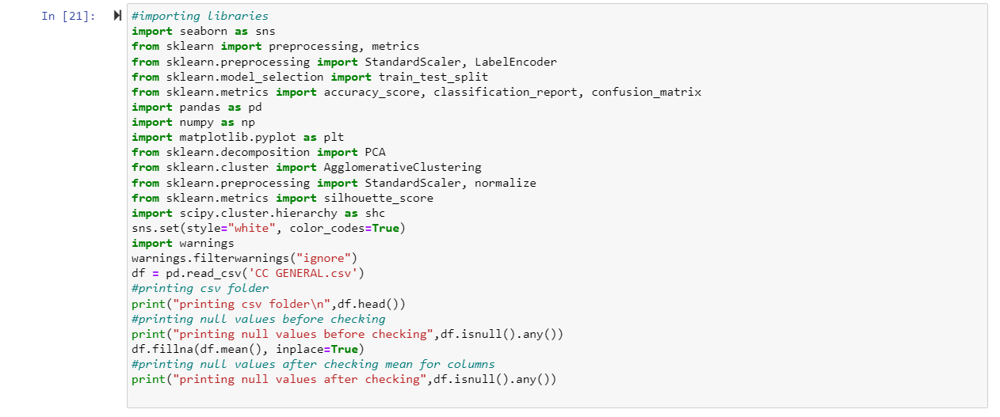 In [21]:
#importing libraries
import seaborn as sns
from sklearn import preprocessing, metrics
from sklearn.preprocessing import StandardScaler, LabelEncoder
from sklearn.model_selection import train_test_split
from sklearn.metrics import accuracy_score, classification_report, confusion_matrix
import pandas as pd
import numpy as np
import matplotlib.pyplot as plt
from sklearn.decomposition import PCA
from sklearn.cluster import AgglomerativeClustering
from sklearn.preprocessing import StandardScaler, normalize
from sklearn.metrics import silhouette_score
import scipy.cluster.hierarchy as shc
sns.set(style="white", color_codes=True)
import warnings
warnings.filterwarnings("ignore")
df = pd.read_csv('CC GENERAL.csv')
#printing csv folder
print("printing csv folder\n",df.head())
#printing null values before checking
print("printing null values before checking",df.isnull().any())
df.fillna(df.mean(), inplace=True)
#printing null values after checking mean for columns
print("printing null values after checking",df.isnull().any())